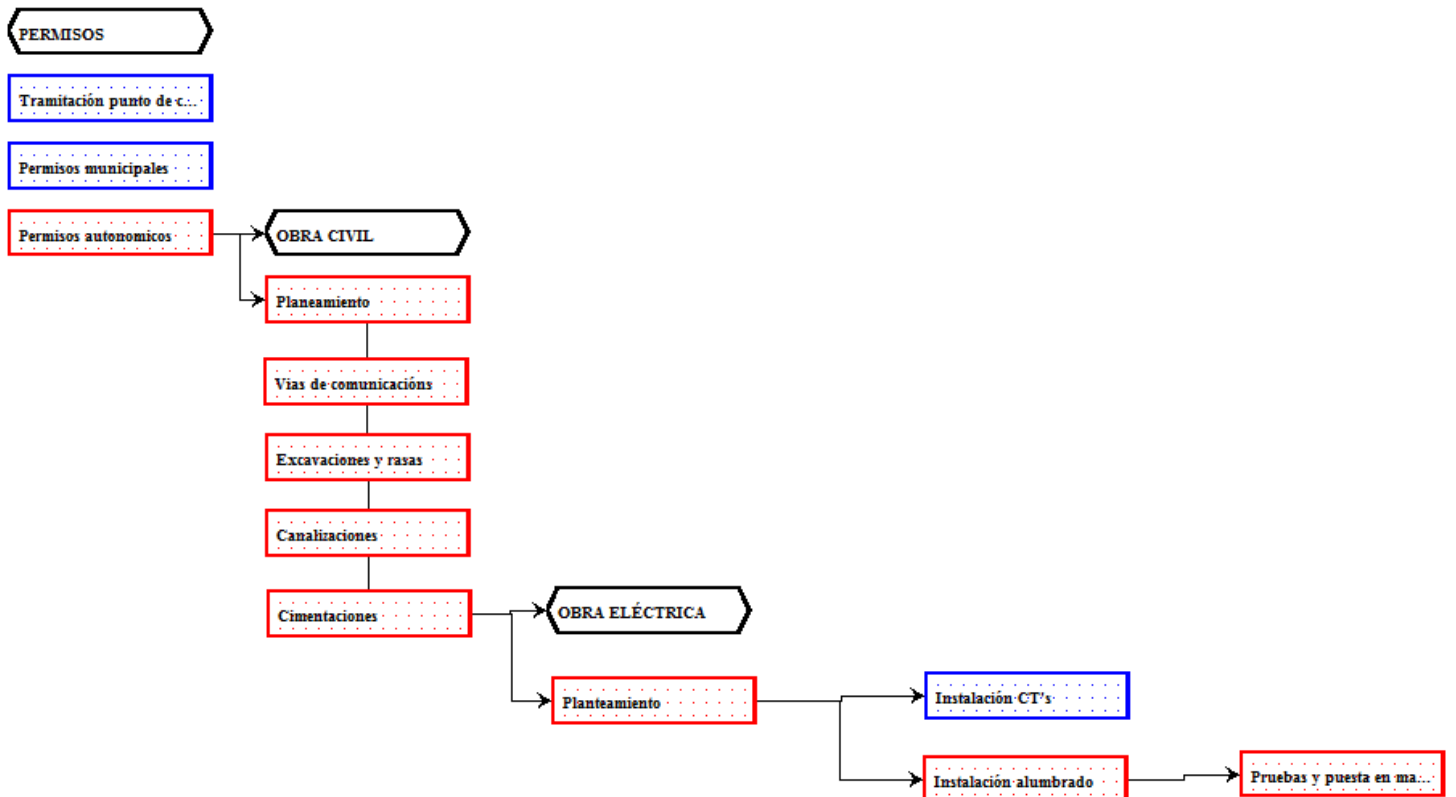 PERMISOS
Tramitación punto de c...
Permisos municipales
Permisos autonomicos
OBRA CIVIL
Planeamiento
Vias de comunicacións
Excavaciones y rasas
Canalizaciones
Cimentaciones
OBRA ELÉCTRICA
Planteamiento
Instalación CT's
Instalación alumbrado
Pruebas y puesta en ma...